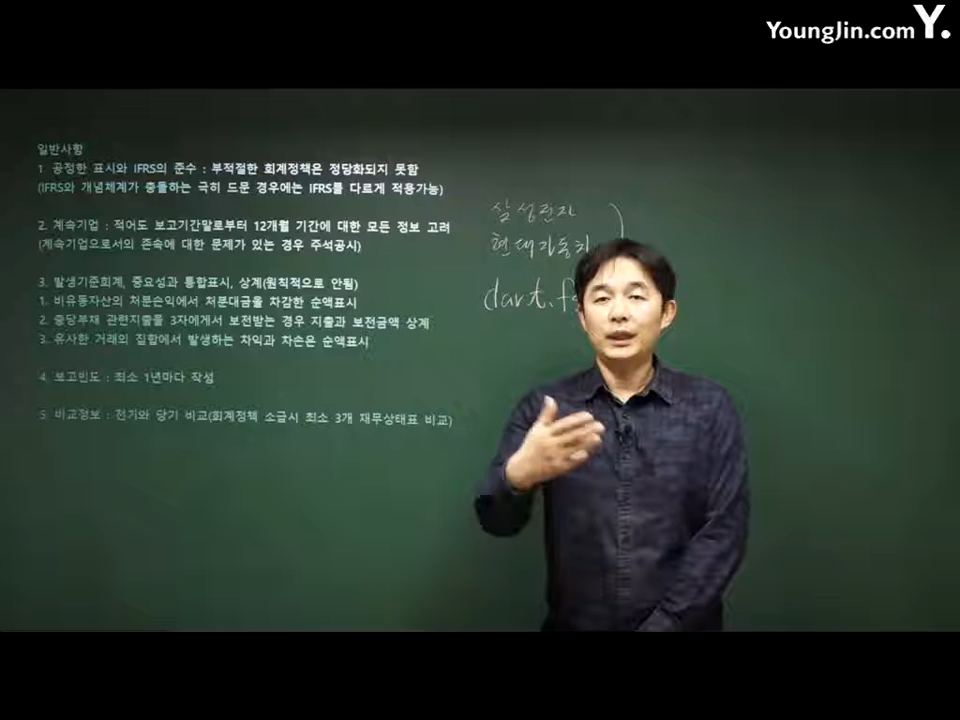 YoungJin.com Y.
일반사항
1 공정한 표시와 IFRS의 준수 : 부적절한 회계정책은 정당화되지 못함
(IFRS와 개념체계가 충돌하는 극히 드문 경우에는 IFRS를 다르게 적용가능)
2. 계속기업 : 적어도 보고기간말로부터 12개월 기간에 대한 모든 정보 고려
(계속기업으로서의 존속에 대한 문제가 있는 경우 주석공시)
3. 발생기준회계, 중요성과 통합표시, 상계(원칙적으로 안됨)
1. 비유동자산의 처분손익에서 처분대금을 차감한 순액표시
2. 충당부채 관련지출을 3자에게서 보전받는 경우 지출과 보전금액 상계
3. 유사한 거래의 집합에서 발생하는 차익과 차손은 순액표시
4. 보고빈도 : 최소 1년마다 작성
5. 비교정보 : 전기와 당기 비교(회계정책 소급시 최소 3개 재무상태표 비교)
삼성전자
현대자동차
dart.f